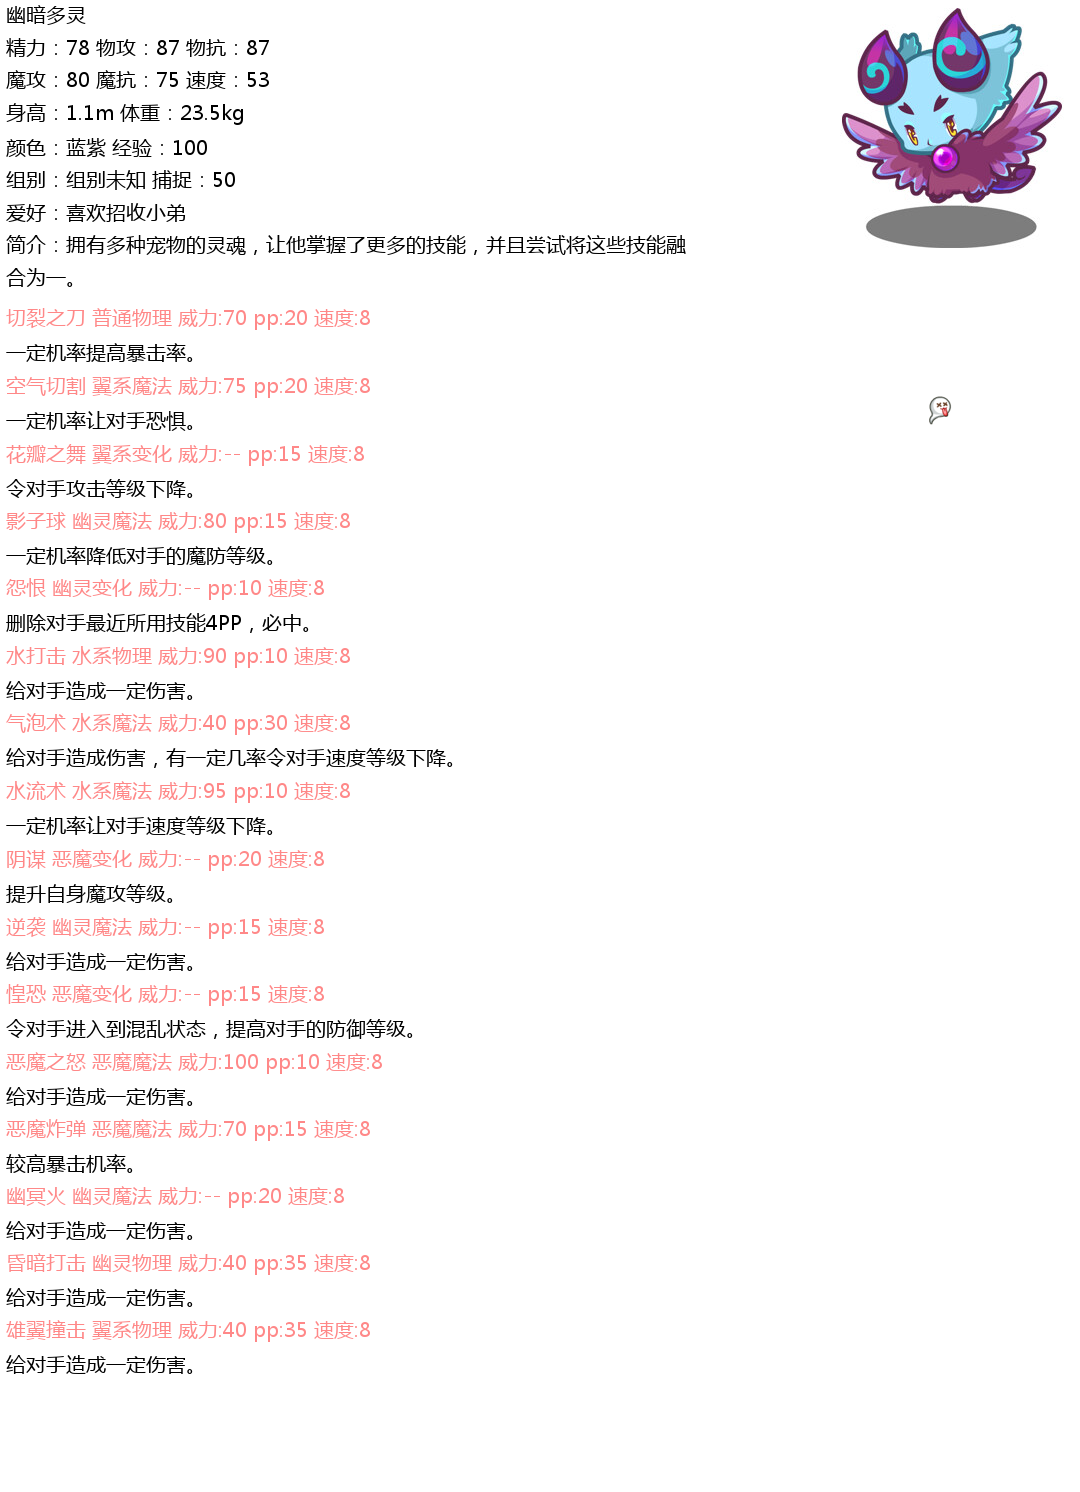 幽暗多灵
精力：78 物攻：87 物抗：87
魔攻：80 魔抗：75 速度：53
身高：1.1m 体重：23.5kg
颜色：蓝紫 经验：100
组别：组别未知 捕捉：50
爱好：喜欢招收小弟
简介：拥有多种宠物的灵魂，让他掌握了更多的技能，并且尝试将这些技能融
合为一。
切裂之刀 普通物理 威力:70 pp:20 速度:8
一定机率提高暴击率。
空气切割 翼系魔法 威力:75 pp:20 速度:8
一定机率让对手恐惧。
花瓣之舞 翼系变化 威力:-- pp:15 速度:8
令对手攻击等级下降。
影子球 幽灵魔法 威力:80 pp:15 速度:8
一定机率降低对手的魔防等级。
怨恨 幽灵变化 威力:-- pp:10 速度:8
删除对手最近所用技能4PP，必中。
水打击 水系物理 威力:90 pp:10 速度:8
给对手造成一定伤害。
气泡术 水系魔法 威力:40 pp:30 速度:8
给对手造成伤害，有一定几率令对手速度等级下降。
水流术 水系魔法 威力:95 pp:10 速度:8
一定机率让对手速度等级下降。
阴谋 恶魔变化 威力:-- pp:20 速度:8
提升自身魔攻等级。
逆袭 幽灵魔法 威力:-- pp:15 速度:8
给对手造成一定伤害。
惶恐 恶魔变化 威力:-- pp:15 速度:8
令对手进入到混乱状态，提高对手的防御等级。
恶魔之怒 恶魔魔法 威力:100 pp:10 速度:8
给对手造成一定伤害。
恶魔炸弹 恶魔魔法 威力:70 pp:15 速度:8
较高暴击机率。
幽冥火 幽灵魔法 威力:-- pp:20 速度:8
给对手造成一定伤害。
昏暗打击 幽灵物理 威力:40 pp:35 速度:8
给对手造成一定伤害。
雄翼撞击 翼系物理 威力:40 pp:35 速度:8
给对手造成一定伤害。